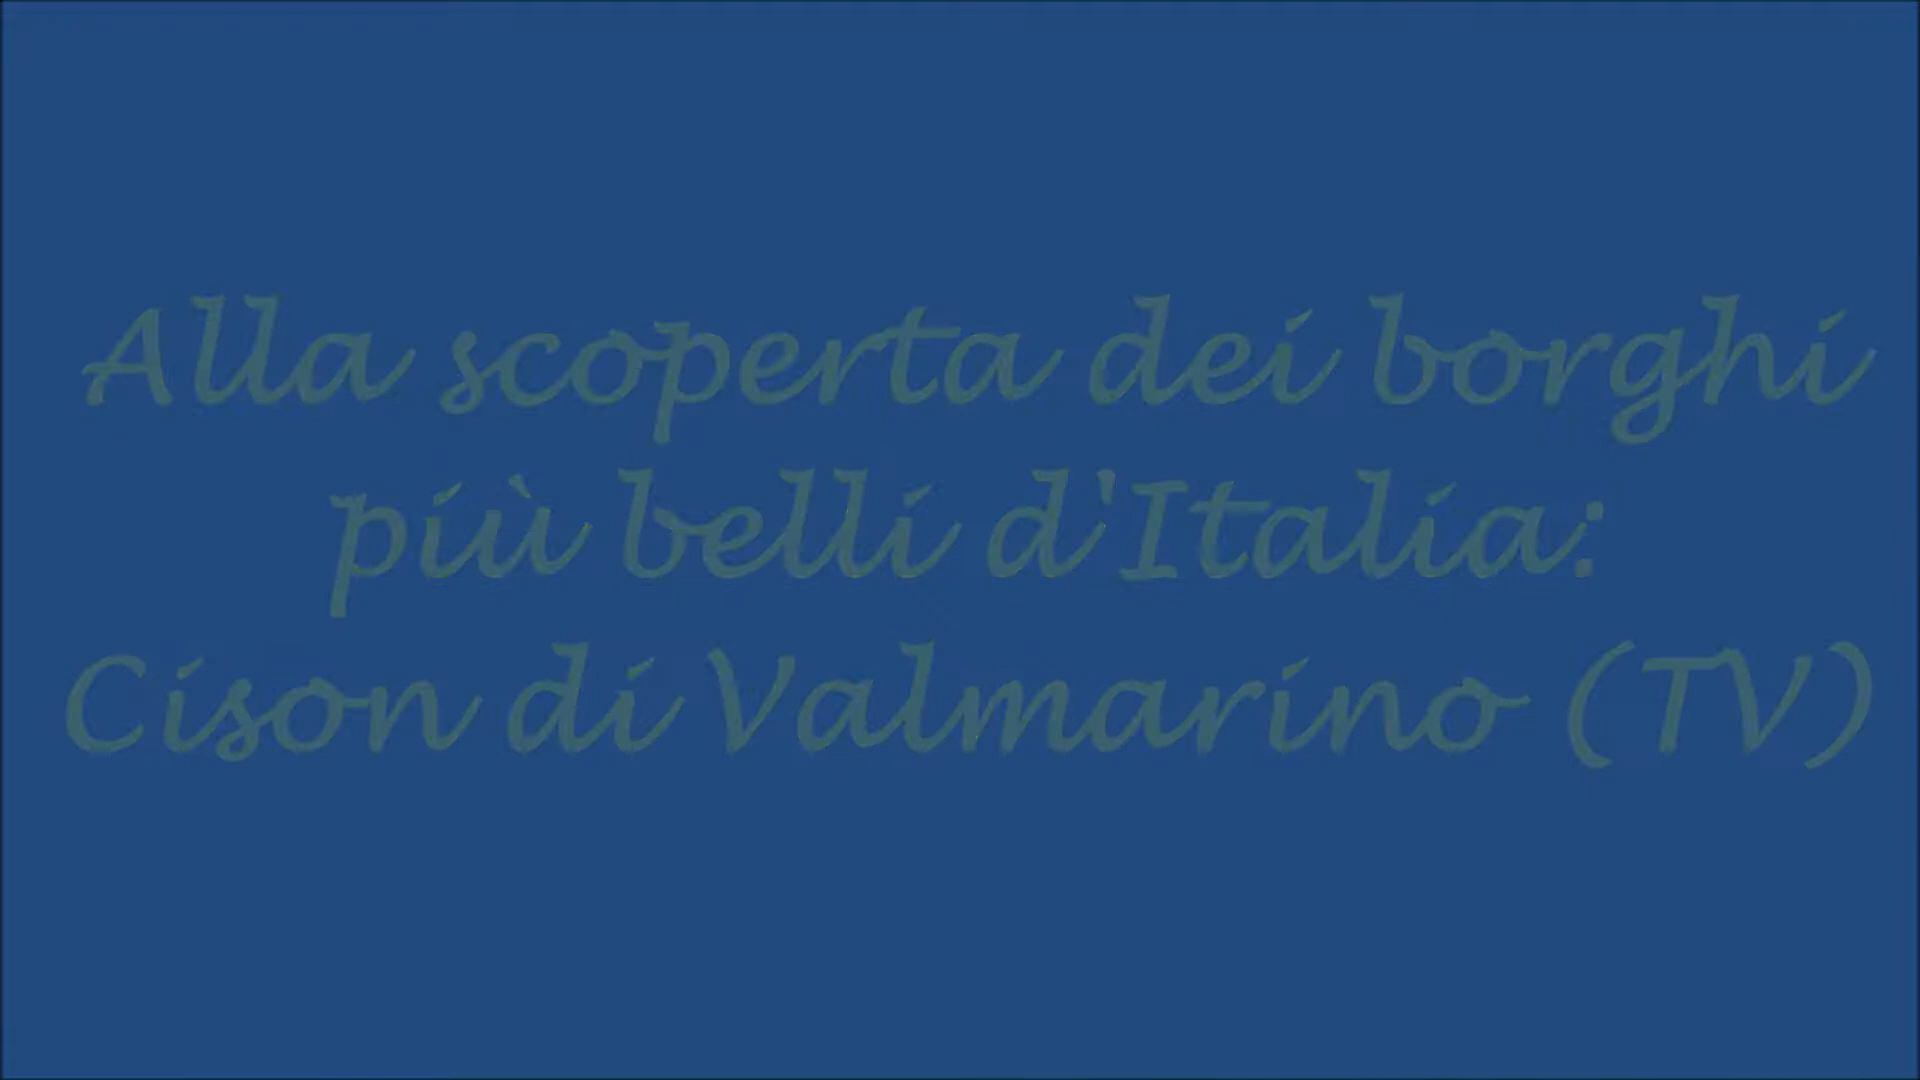 Alla scoperta dei borghi
più belli d'Italia:
Cison di Valmarino (TV)